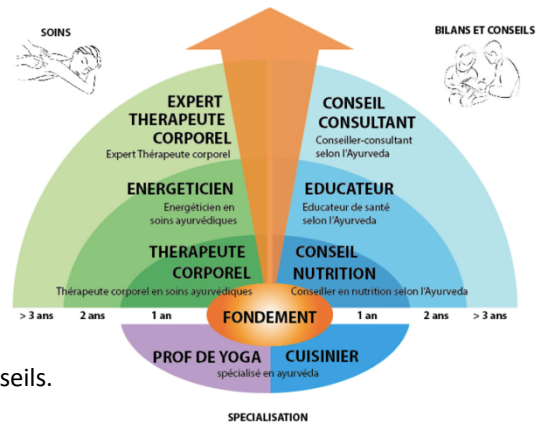 SOINS
BILANS ET CONSEILS
EXPERT
THERAPEUTE
CORPOREL
Expert Thérapeute corporel
CONSEIL
CONSULTANT
Conseiller-consultant
selon l'Ayurveda
ENERGETICIEN
Energéticien en
soins ayurvédiques
EDUCATEUR
Educateur de santé
selon l'Ayurveda
THERAPEUTE
CORPOREL
Thérapeute corporel en soins ayurvédiques
CONSEIL
NUTRITION
Conseiller en nutrition selon l'Ayurveda
> 3 ans 2 ans 1 an FONDEMENT 1 an 2 ans > 3 ans
PROF DE YOGA CUISINIER
spécialisé en ayurvéda
seils.
SPECIALISATION